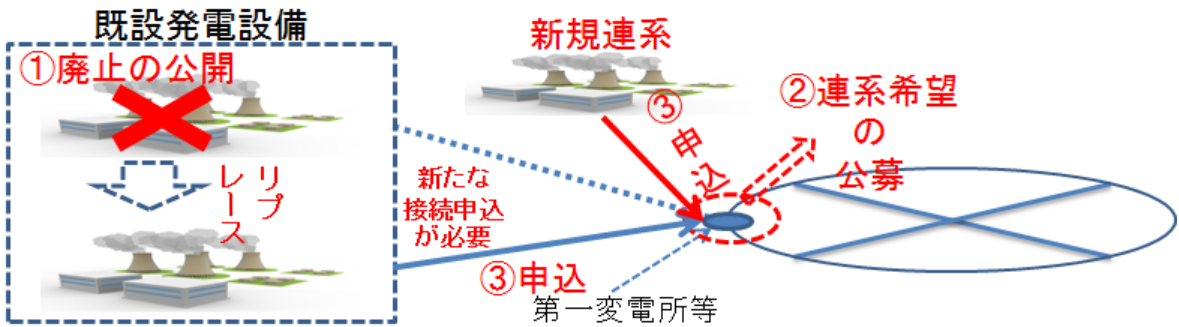 既設発電設備
①廃止の公開
リプ
レース
新規連系
③
申込
②連系希望
の
公募
新たな
接続申込
が必要
③申込
第一変電所等